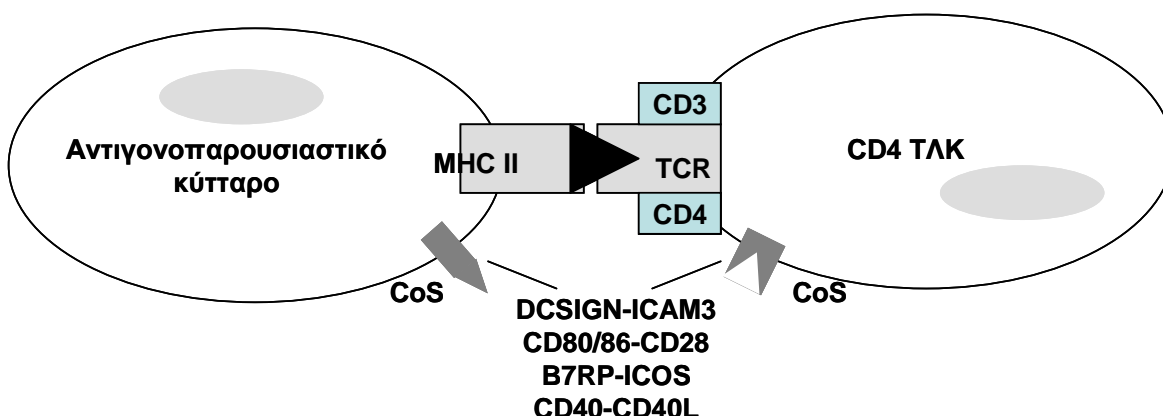 CD3
Αντιγονοπαρουσιαστικό
κύτταρο
MHC II
TCR
CD4 ΤΛΚ
CD4
CoS
CoS
DCSIGN-ICAM3
CD80/86-CD28
B7RP-ICOS
CD40-CD40L